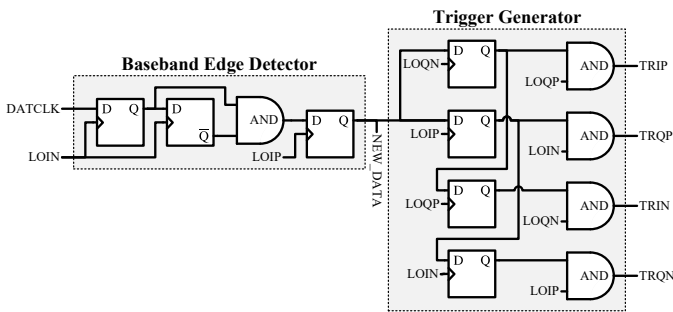 Trigger Generator
Baseband Edge Detector
D Q
LOQN
AND
TRIP
LOQP
DATCLK
D Q
D
Q̅
AND
D Q
LOIN
LOIP
NEW_DATA
D Q
LOIP
AND
TRQP
LOIN
D Q
LOQP
AND
TRIN
LOQN
D Q
LOIN
AND
TRQN
LOIP